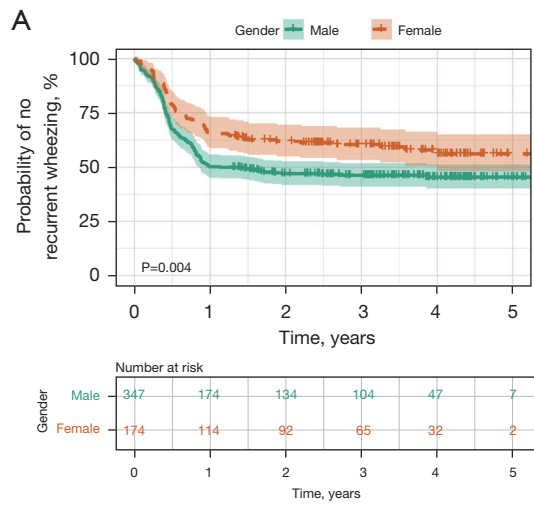 A
Gender Male Female
Probability of no
recurrent wheezing, %
100
75
50
25
0
P=0.004
0 1 2 3 4 5
Time, years
Number at risk
Gender
Male 347 174 134 104 47 7
Female 174 114 92 65 32 2
0 1 2 3 4 5
Time, years